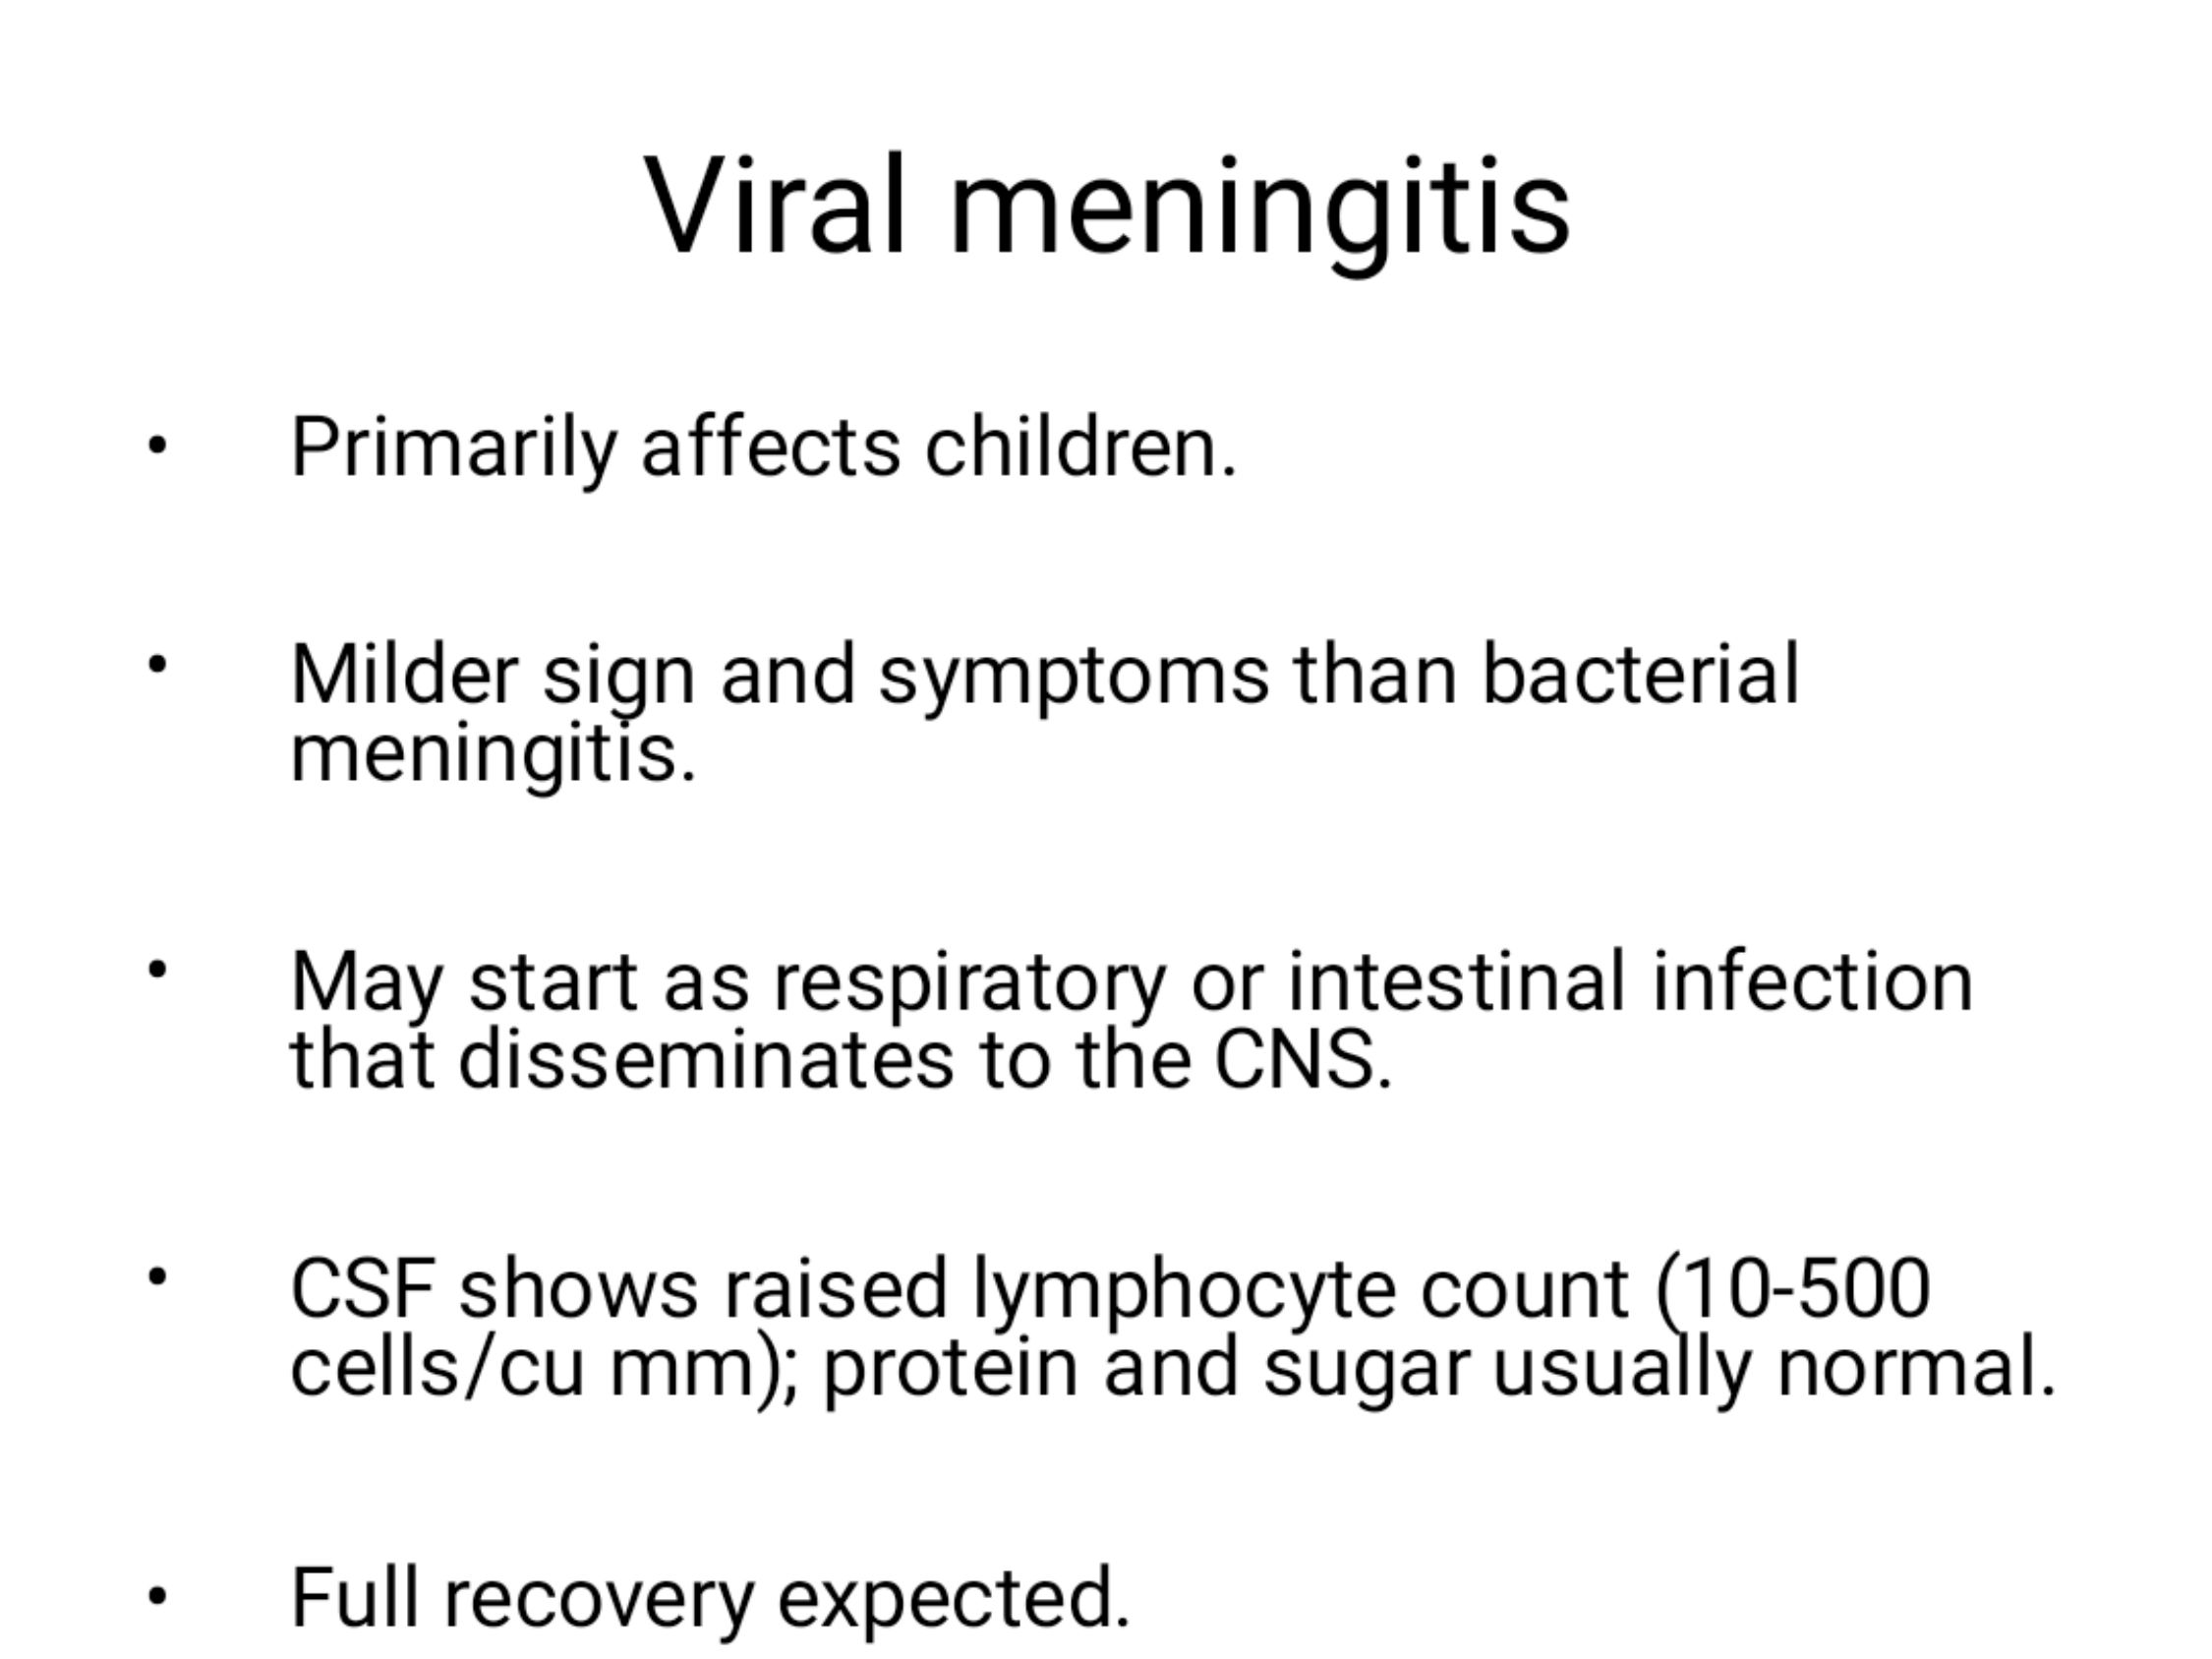 Viral meningitis
• Primarily affects children.
• Milder sign and symptoms than bacterial
meningitis.
• May start as respiratory or intestinal infection
that disseminates to the CNS.
• CSF shows raised lymphocyte count (10-500
cells/cu mm); protein and sugar usually normal.
• Full recovery expected.